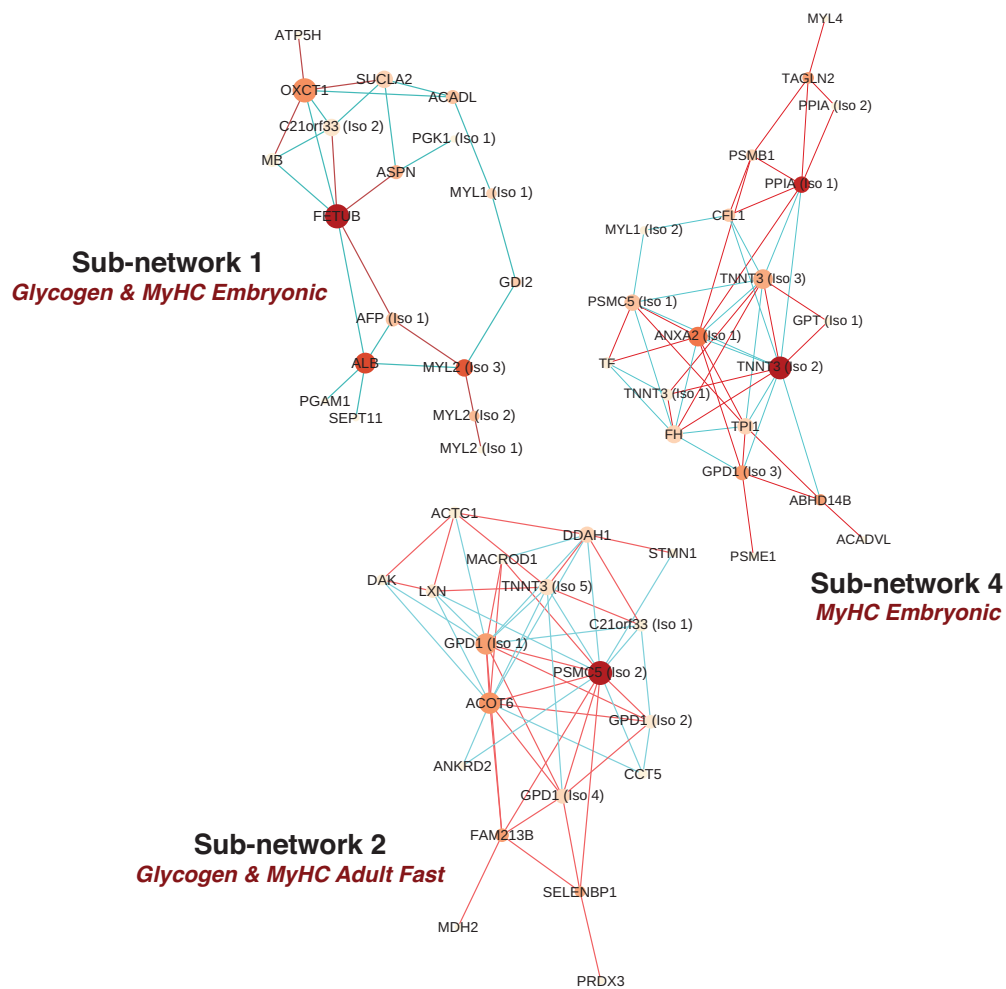 ATP5H
SUCLA2
OXCT1
ACADL
C21orf33 (Iso 2)
PGK1 (Iso 1)
MB
ASPN
MYL1 (Iso 1)
FETUB
Sub-network 1
Glycogen & MyHC Embryonic
GDI2
AFP (Iso 1)
ALB
MYL2 (Iso 3)
PGAM1
SEPT11
MYL2 (Iso 2)
MYL2 (Iso 1)
MYL4
TAGLN2
PPIA (Iso 2)
PSMB1
PPIA (Iso 1)
CFL1
MYL1 (Iso 2)
TNNT3 (Iso 3)
PSMC5 (Iso 1)
GPT (Iso 1)
ANXA2 (Iso 1)
TF
TNNT3 (Iso 2)
TNNT3 (Iso 1)
FH
TPI1
GPD1 (Iso 3)
ABHD14B
ACADVL
PSME1
Sub-network 4
MyHC Embryonic
ACTC1
DDAH1
STMN1
MACROD1
DAK
LXN
TNNT3 (Iso 5)
C21orf33 (Iso 1)
GPD1 (Iso 1)
PSMC5 (Iso 2)
ACOT6
GPD1 (Iso 2)
ANKRD2
CCT5
GPD1 (Iso 4)
FAM213B
Sub-network 2
Glycogen & MyHC Adult Fast
SELENBP1
MDH2
PRDX3